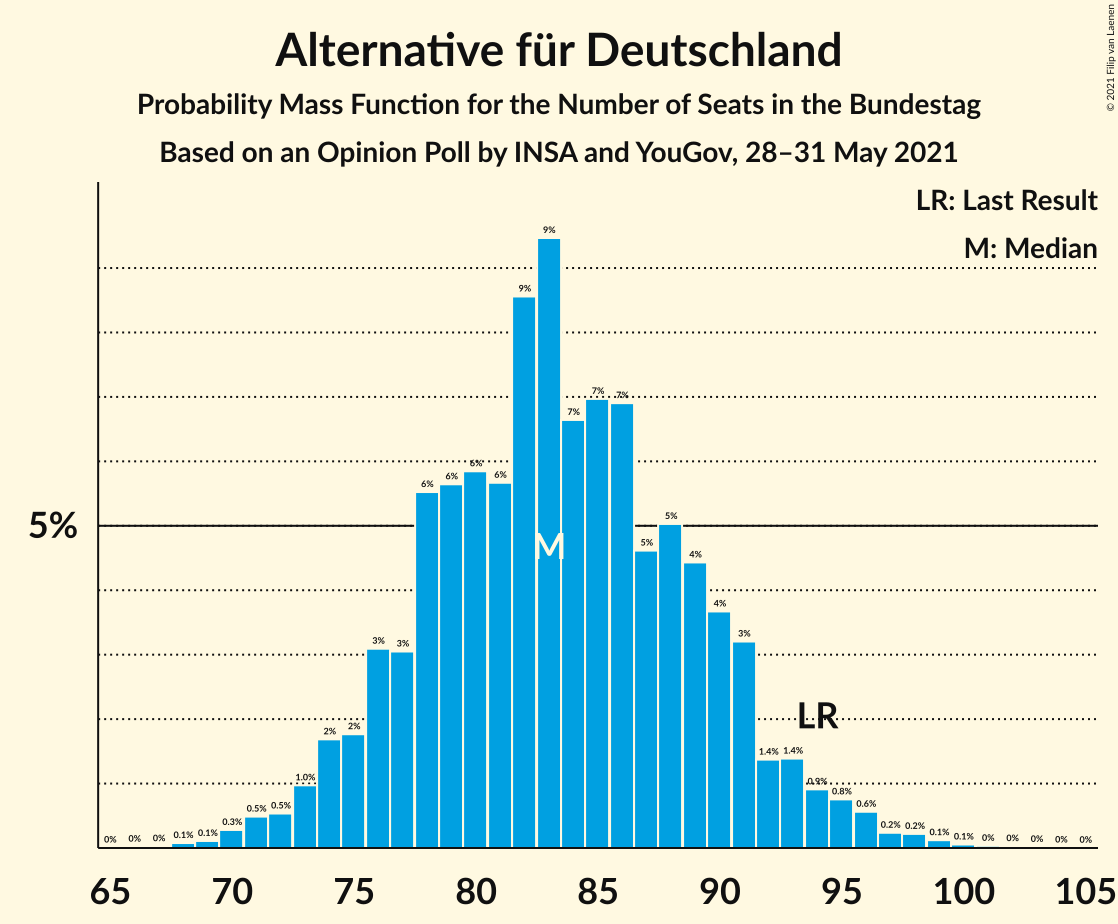 Alternative für Deutschland
Probability Mass Function for the Number of Seats in the Bundestag
Based on an Opinion Poll by INSA and YouGov, 28–31 May 2021
© 2021 Filip van Laenen
LR: Last Result
M: Median
5%
0% 0% 0% 0.1% 0.1% 0.3% 0.5% 0.5% 1.0% 2% 2% 3% 3% 6% 6% 6% 6% 9% 9% 7% 7% 7% 5% 5% 4% 4% 3% 1.4% 1.4% 0.9% 0.8% 0.6% 0.2% 0.2% 0.1% 0.1% 0% 0% 0% 0% 0%
M
LR
65 70 75 80 85 90 95 100 105